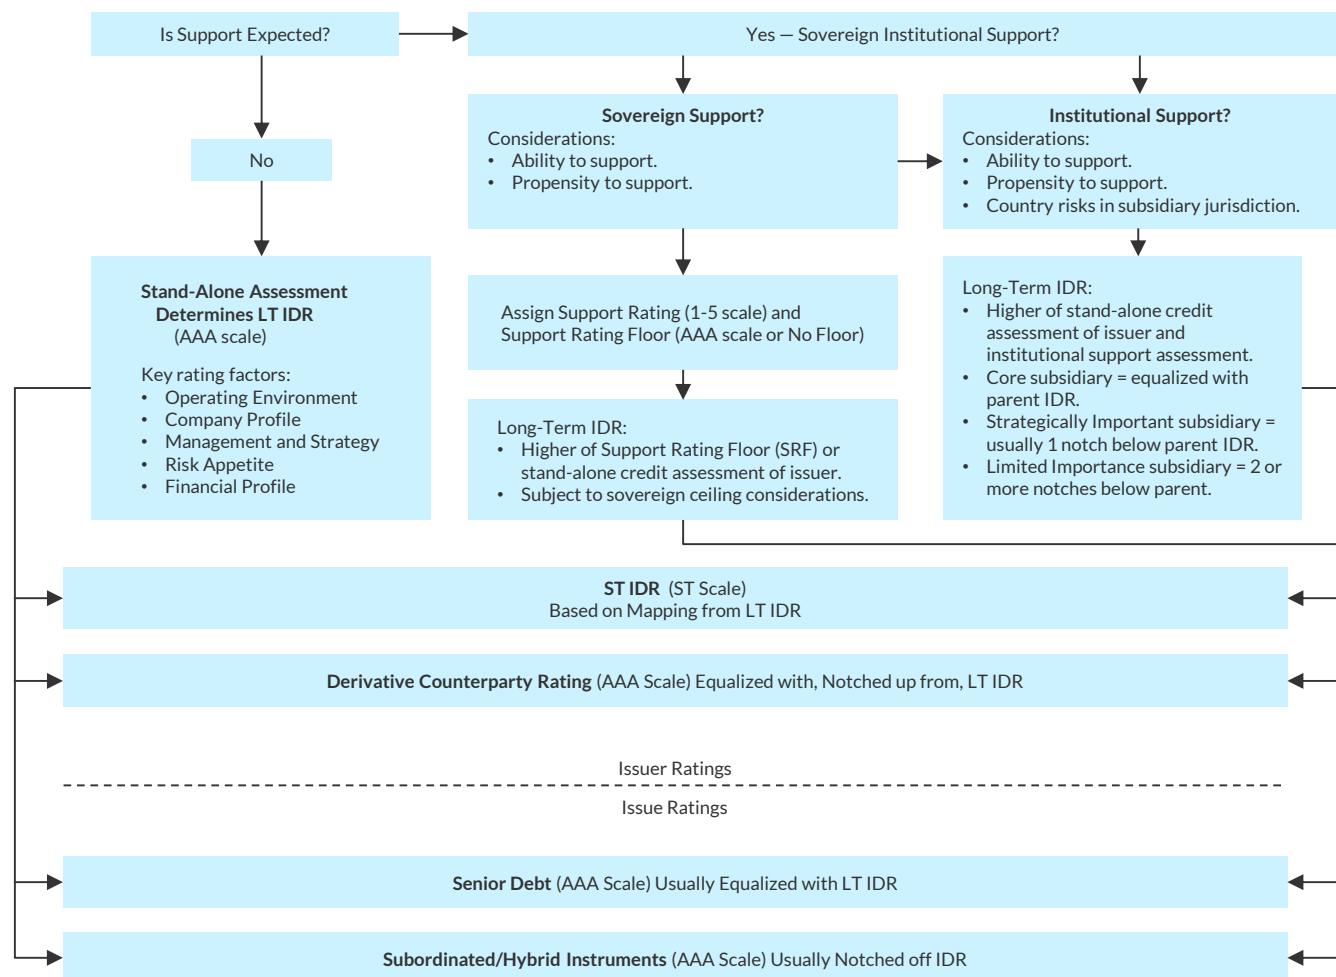 Is Support Expected?
Yes — Sovereign Institutional Support?
No
Stand-Alone Assessment
Determines LT IDR
(AAA scale)
Key rating factors:
• Operating Environment
• Company Profile
• Management and Strategy
• Risk Appetite
• Financial Profile
Sovereign Support?
Considerations:
• Ability to support.
• Propensity to support.
Assign Support Rating (1-5 scale) and
Support Rating Floor (AAA scale or No Floor)
Long-Term IDR:
• Higher of Support Rating Floor (SRF) or
stand-alone credit assessment of issuer.
• Subject to sovereign ceiling considerations.
Institutional Support?
Considerations:
• Ability to support.
• Propensity to support.
• Country risks in subsidiary jurisdiction.
Long-Term IDR:
• Higher of stand-alone credit
assessment of issuer and
institutional support assessment.
• Core subsidiary = equalized with
parent IDR.
• Strategically Important subsidiary =
usually 1 notch below parent IDR.
• Limited Importance subsidiary = 2 or
more notches below parent.
ST IDR (ST Scale)
Based on Mapping from LT IDR
Derivative Counterparty Rating (AAA Scale) Equalized with, Notched up from, LT IDR
Issuer Ratings
Issue Ratings
Senior Debt (AAA Scale) Usually Equalized with LT IDR
Subordinated/Hybrid Instruments (AAA Scale) Usually Notched off IDR